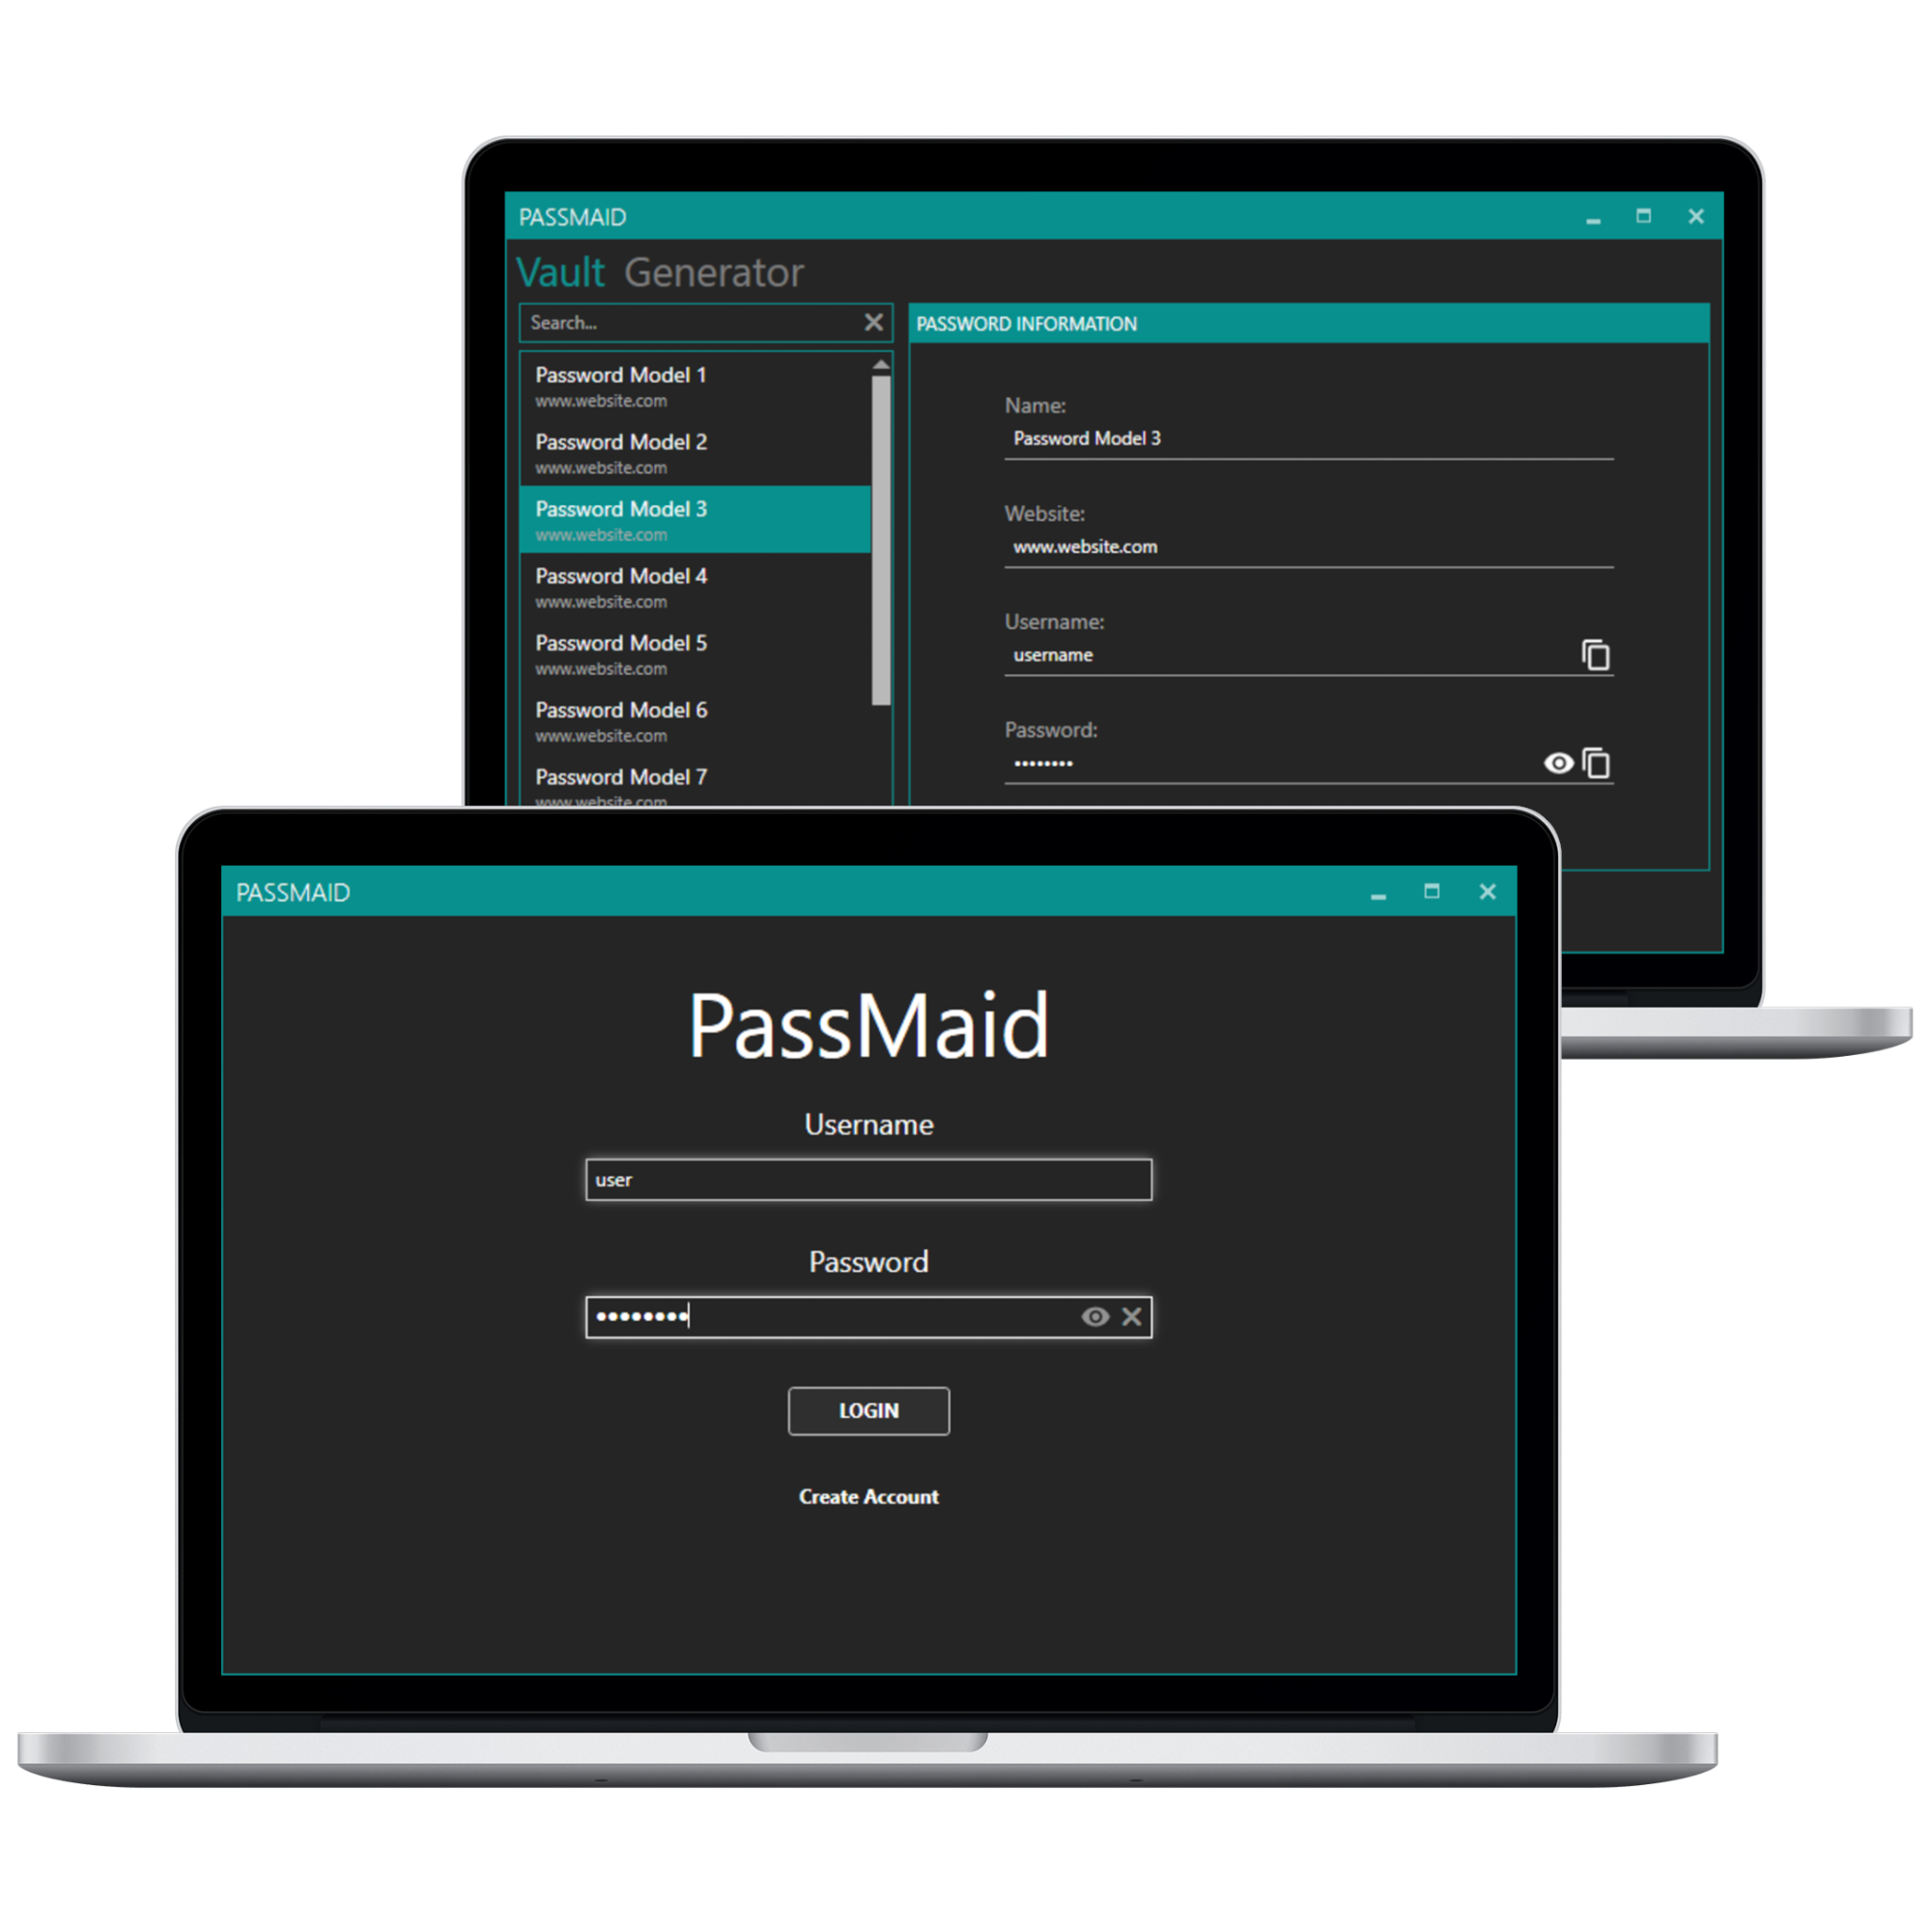 PASSMAID
Vault Generator
Search...
Password Model 1
www.website.com
Password Model 2
www.website.com
Password Model 3
www.website.com
Password Model 4
www.website.com
Password Model 5
www.website.com
Password Model 6
www.website.com
Password Model 7
www.website.com
PASSWORD INFORMATION
Name:
Password Model 3
Website:
www.website.com
Username:
username
Password:
••••••••
PASSMAID
PassMaid
Username
user
Password
••••••••
LOGIN
Create Account